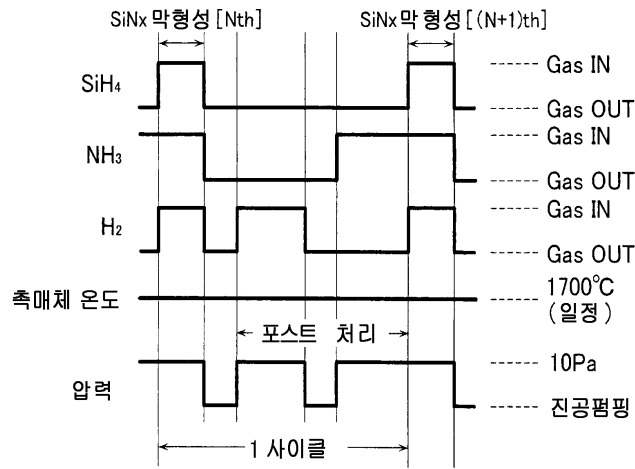 SiNx 막형성 [Nth]
SiNx 막형성 [(N+1)th]
SiH₄
Gas IN
Gas OUT
NH₃
Gas IN
Gas OUT
H₂
Gas IN
Gas OUT
촉매체 온도
1700℃
(일정)
포스트 처리
압력
10Pa
진공펌핑
1 사이클